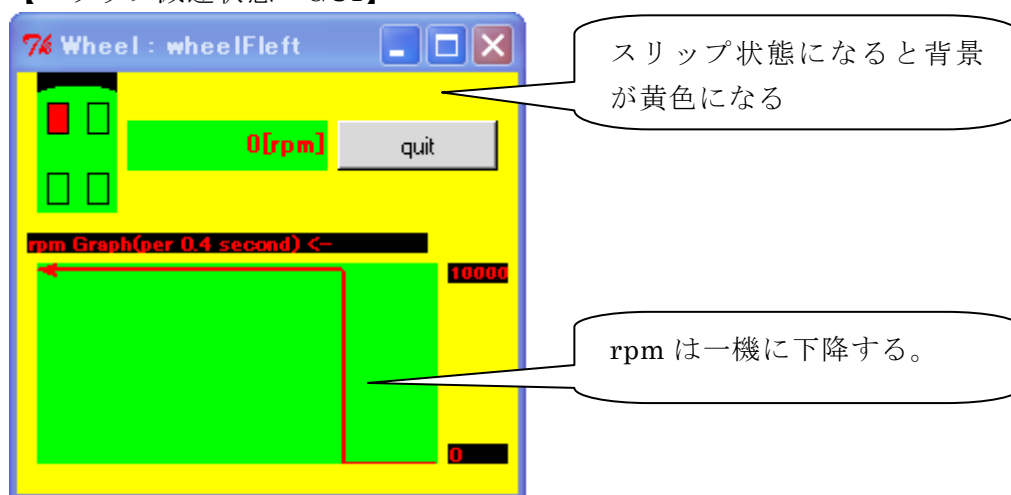 Wheel : wheelFleft
スリップ状態になると背景
が黄色になる
0[rpm]
quit
rpm Graph(per 0.4 second) <-
10000
rpm は一機に下降する。
0